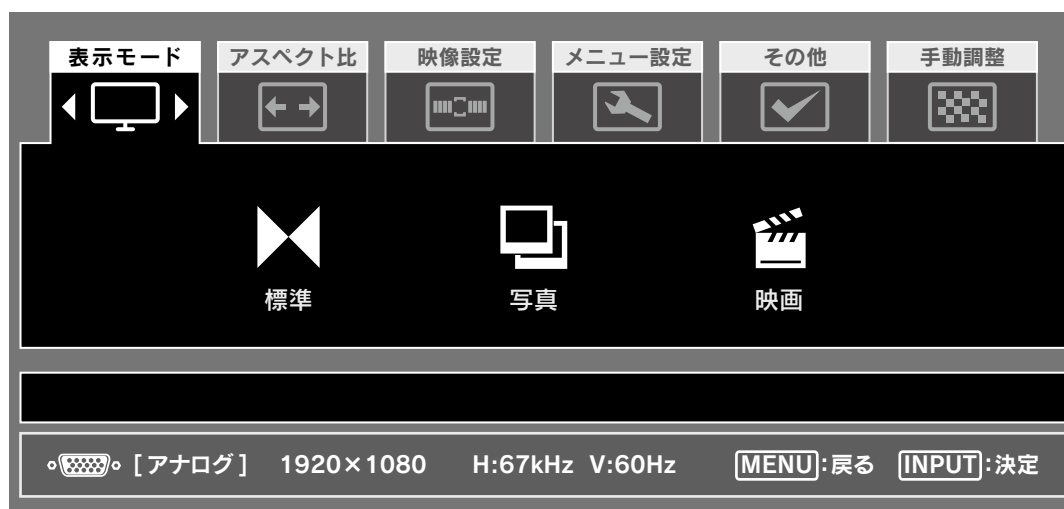 表示モード アスペクト比 映像設定 メニュー設定 その他 手動調整
標準 写真 映画
[アナログ] 1920×1080 H:67kHz V:60Hz MENU:戻る INPUT:決定